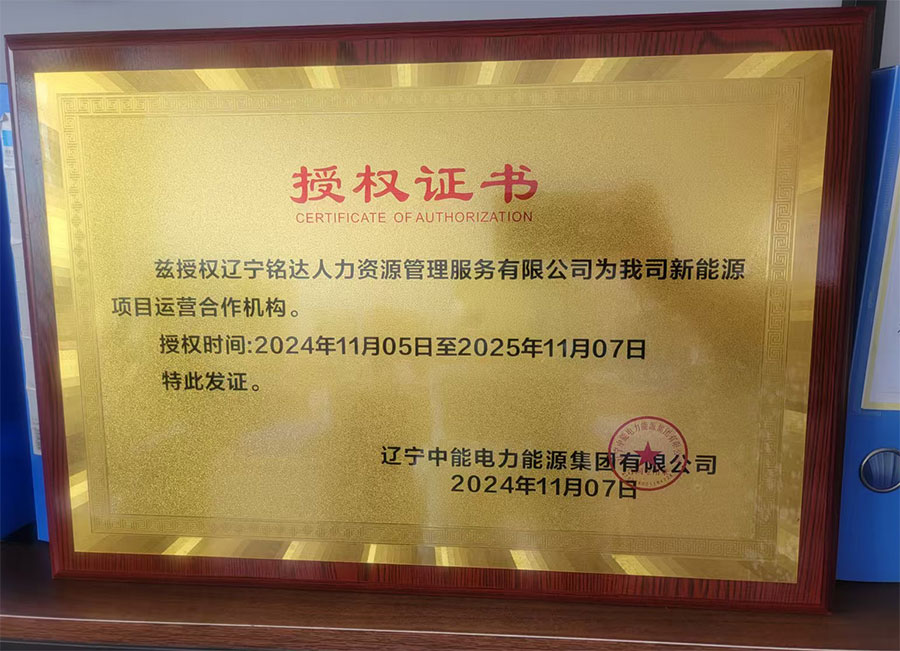 授权证书
CERTIFICATE OF AUTHORIZATION
兹授权辽宁铭达人力资源管理服务有限公司为我司新能源
项目运营合作机构。
授权时间:2024年11月05日至2025年11月07日
特此发证。
辽宁中能电力能源集团有限公司
2024年11月07日